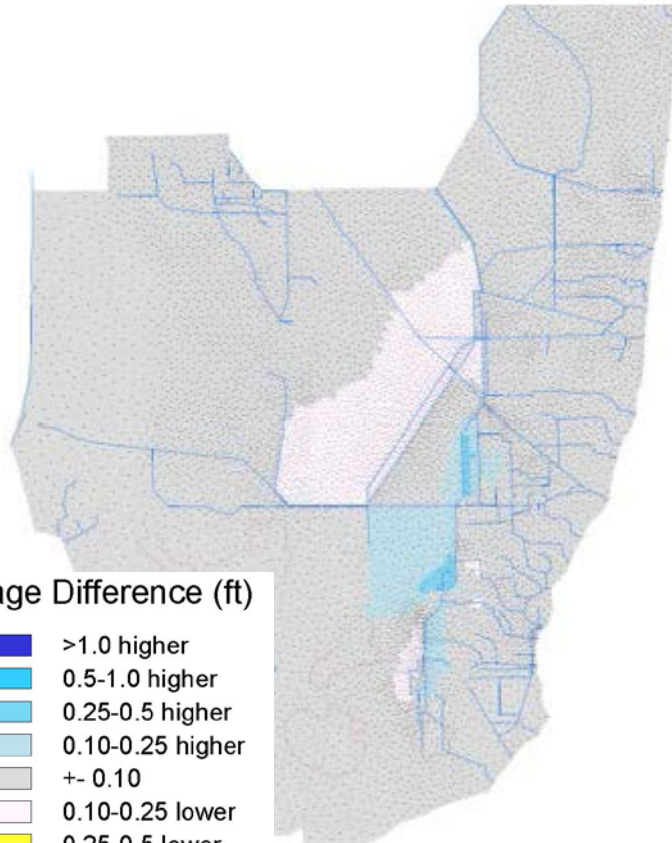 age Difference (ft)
>1.0 higher
0.5-1.0 higher
0.25-0.5 higher
0.10-0.25 higher
+- 0.10
0.10-0.25 lower
0.25-0.5 lower